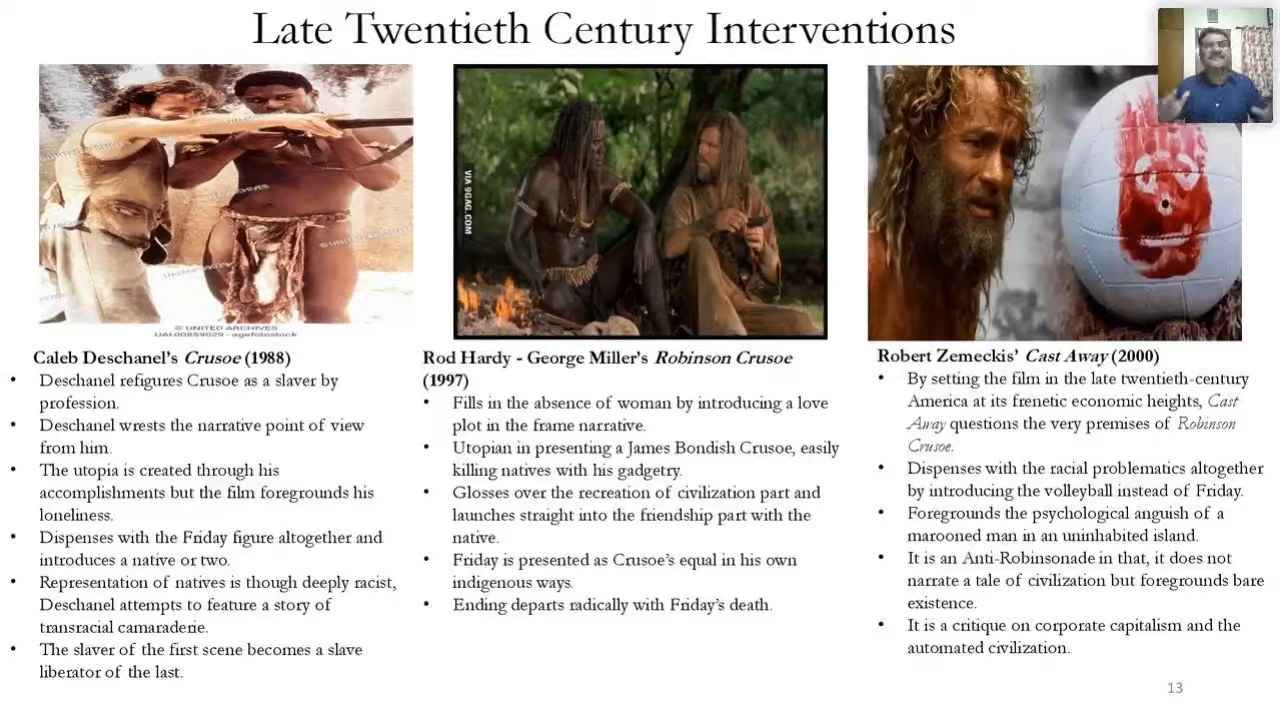 Late Twentieth Century Interventions
© UNITED ARCHIVES
UAI-00859029 - agefotostock
VIA 9GAG.COM
Caleb Deschanel's Crusoe (1988)
• Deschanel refigures Crusoe as a slaver by
profession.
• Deschanel wrests the narrative point of view
from him.
• The utopia is created through his
accomplishments but the film foregrounds his
loneliness.
• Dispenses with the Friday figure altogether and
introduces a native or two.
• Representation of natives is though deeply racist,
Deschanel attempts to feature a story of
transracial camaraderie.
• The slaver of the first scene becomes a slave
liberator of the last.
Rod Hardy - George Miller's Robinson Crusoe
(1997)
• Fills in the absence of woman by introducing a love
plot in the frame narrative.
• Utopian in presenting a James Bondish Crusoe, easily
killing natives with his gadgetry.
• Glosses over the recreation of civilization part and
launches straight into the friendship part with the
native.
• Friday is presented as Crusoe's equal in his own
indigenous ways.
• Ending departs radically with Friday's death.
Robert Zemeckis' Cast Away (2000)
• By setting the film in the late twentieth-century
America at its frenetic economic heights, Cast
Away questions the very premises of Robinson
Crusoe.
• Dispenses with the racial problematics altogether
by introducing the volleyball instead of Friday.
• Foregrounds the psychological anguish of a
marooned man in an uninhabited island.
• It is an Anti-Robinsonade in that, it does not
narrate a tale of civilization but foregrounds bare
existence.
• It is a critique on corporate capitalism and the
automated civilization.
13